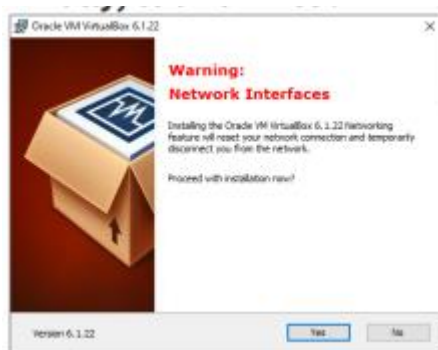 Oracle VM VirtualBox 6.1.22
Warning:
Network Interfaces
Installing the Oracle VM VirtualBox 6.1.22 Networking
feature will reset your network connection and temporarily
disconnect you from the network.
Proceed with installation now?
Version 6.1.22
Yes
No